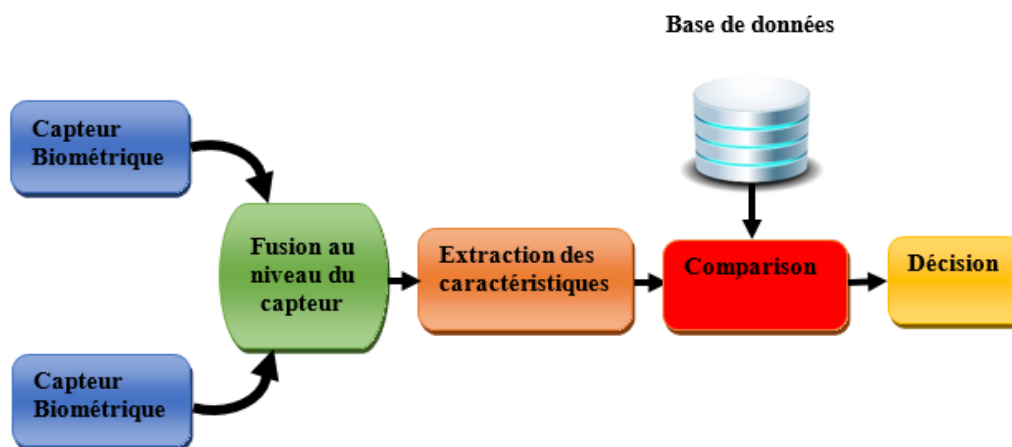 Base de données
Capteur
Biométrique
Fusion au
niveau du
capteur
Extraction des
caractéristiques
Comparison
Décision
Capteur
Biométrique